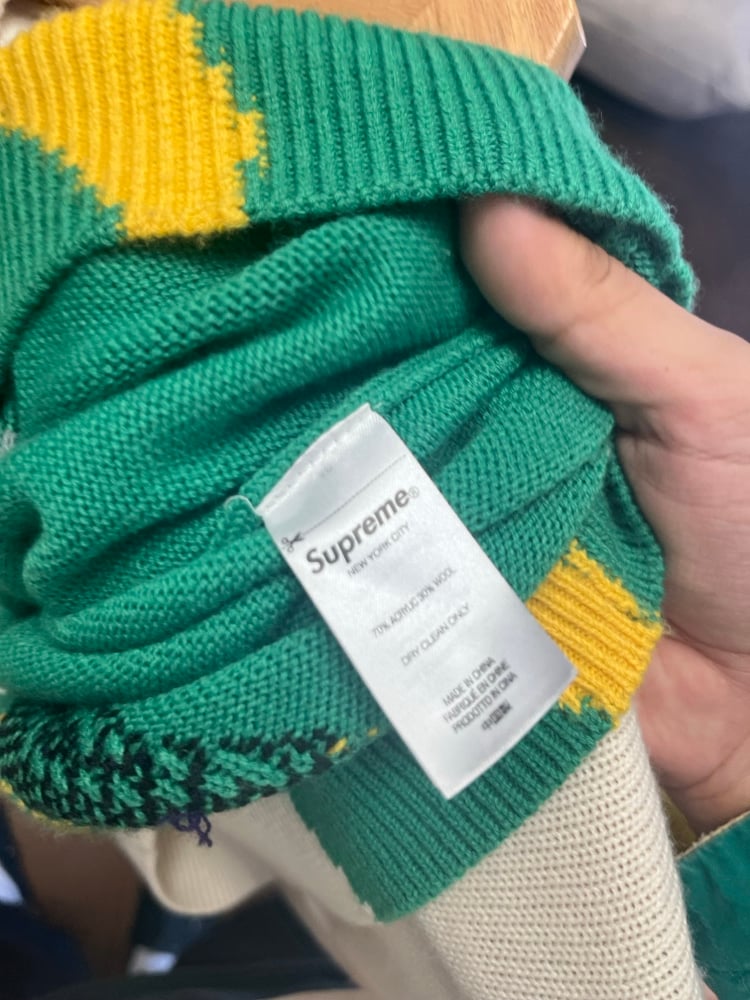 Supreme®
NEW YORK CITY
70% ACRYLIC 30% WOOL
DRY CLEAN ONLY
MADE IN CHINA
FABRIQUÉ EN CHINE
PRODOTTO IN CINA